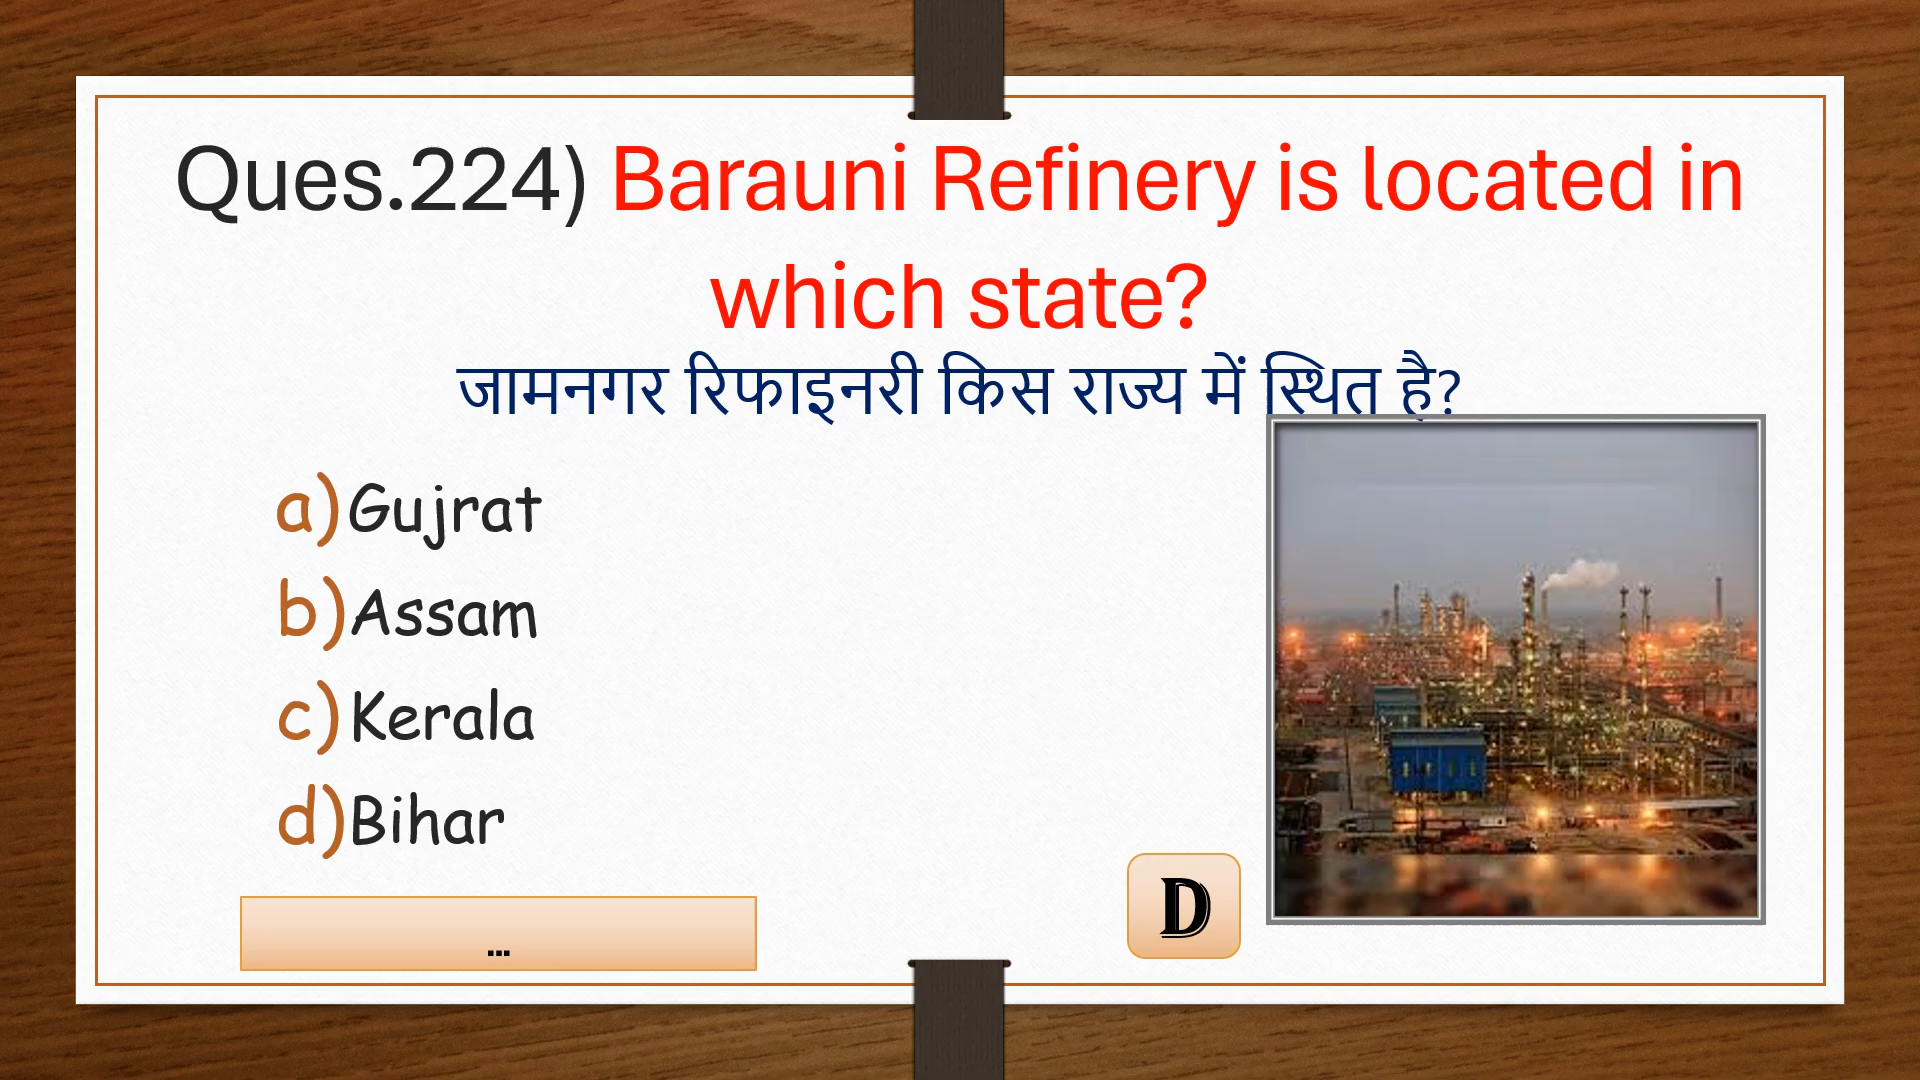 Ques.224) Barauni Refinery is located in
which state?
जामनगर रिफाइनरी किस राज्य में स्थित है?
a)Gujrat
b)Assam
c)Kerala
d)Bihar
...
D